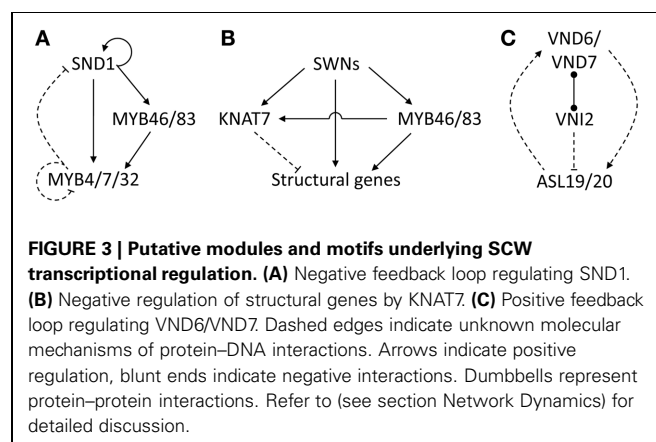 A
SND1
MYB46/83
MYB4/7/32
B
SWNs
KNAT7
MYB46/83
Structural genes
C
VND6/
VND7
VNI2
ASL19/20
FIGURE 3 | Putative modules and motifs underlying SCW
transcriptional regulation. (A) Negative feedback loop regulating SND1.
(B) Negative regulation of structural genes by KNAT7. (C) Positive feedback
loop regulating VND6/VND7. Dashed edges indicate unknown molecular
mechanisms of protein–DNA interactions. Arrows indicate positive
regulation, blunt ends indicate negative interactions. Dumbbells represent
protein–protein interactions. Refer to (see section Network Dynamics) for
detailed discussion.